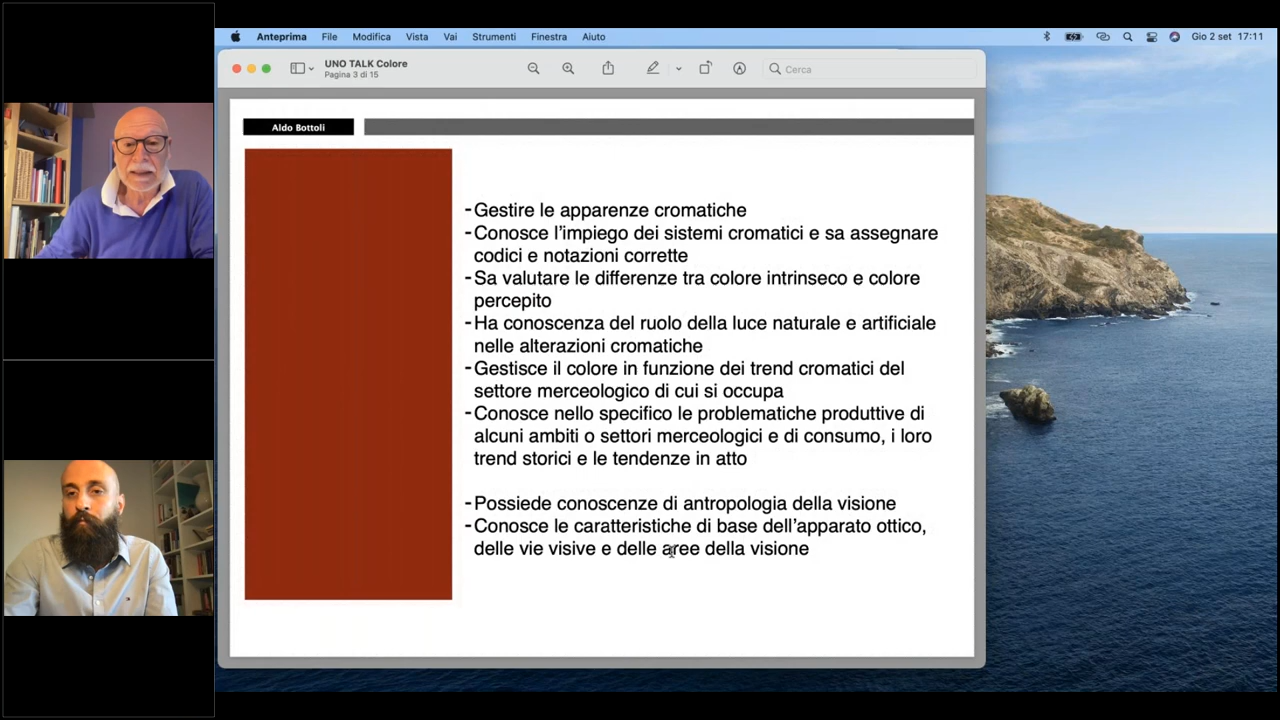 Anteprima File Modifica Vista Vai Strumenti Finestra Aiuto Gio 2 set 17:11
UNO TALK Colore
Pagina 3 di 15
Cerca
Aldo Bottoli
-Gestire le apparenze cromatiche
-Conosce l'impiego dei sistemi cromatici e sa assegnare
codici e notazioni corrette
-Sa valutare le differenze tra colore intrinseco e colore
percepito
-Ha conoscenza del ruolo della luce naturale e artificiale
nelle alterazioni cromatiche
-Gestisce il colore in funzione dei trend cromatici del
settore merceologico di cui si occupa
-Conosce nello specifico le problematiche produttive di
alcuni ambiti o settori merceologici e di consumo, i loro
trend storici e le tendenze in atto
-Possiede conoscenze di antropologia della visione
-Conosce le caratteristiche di base dell'apparato ottico,
delle vie visive e delle aree della visione